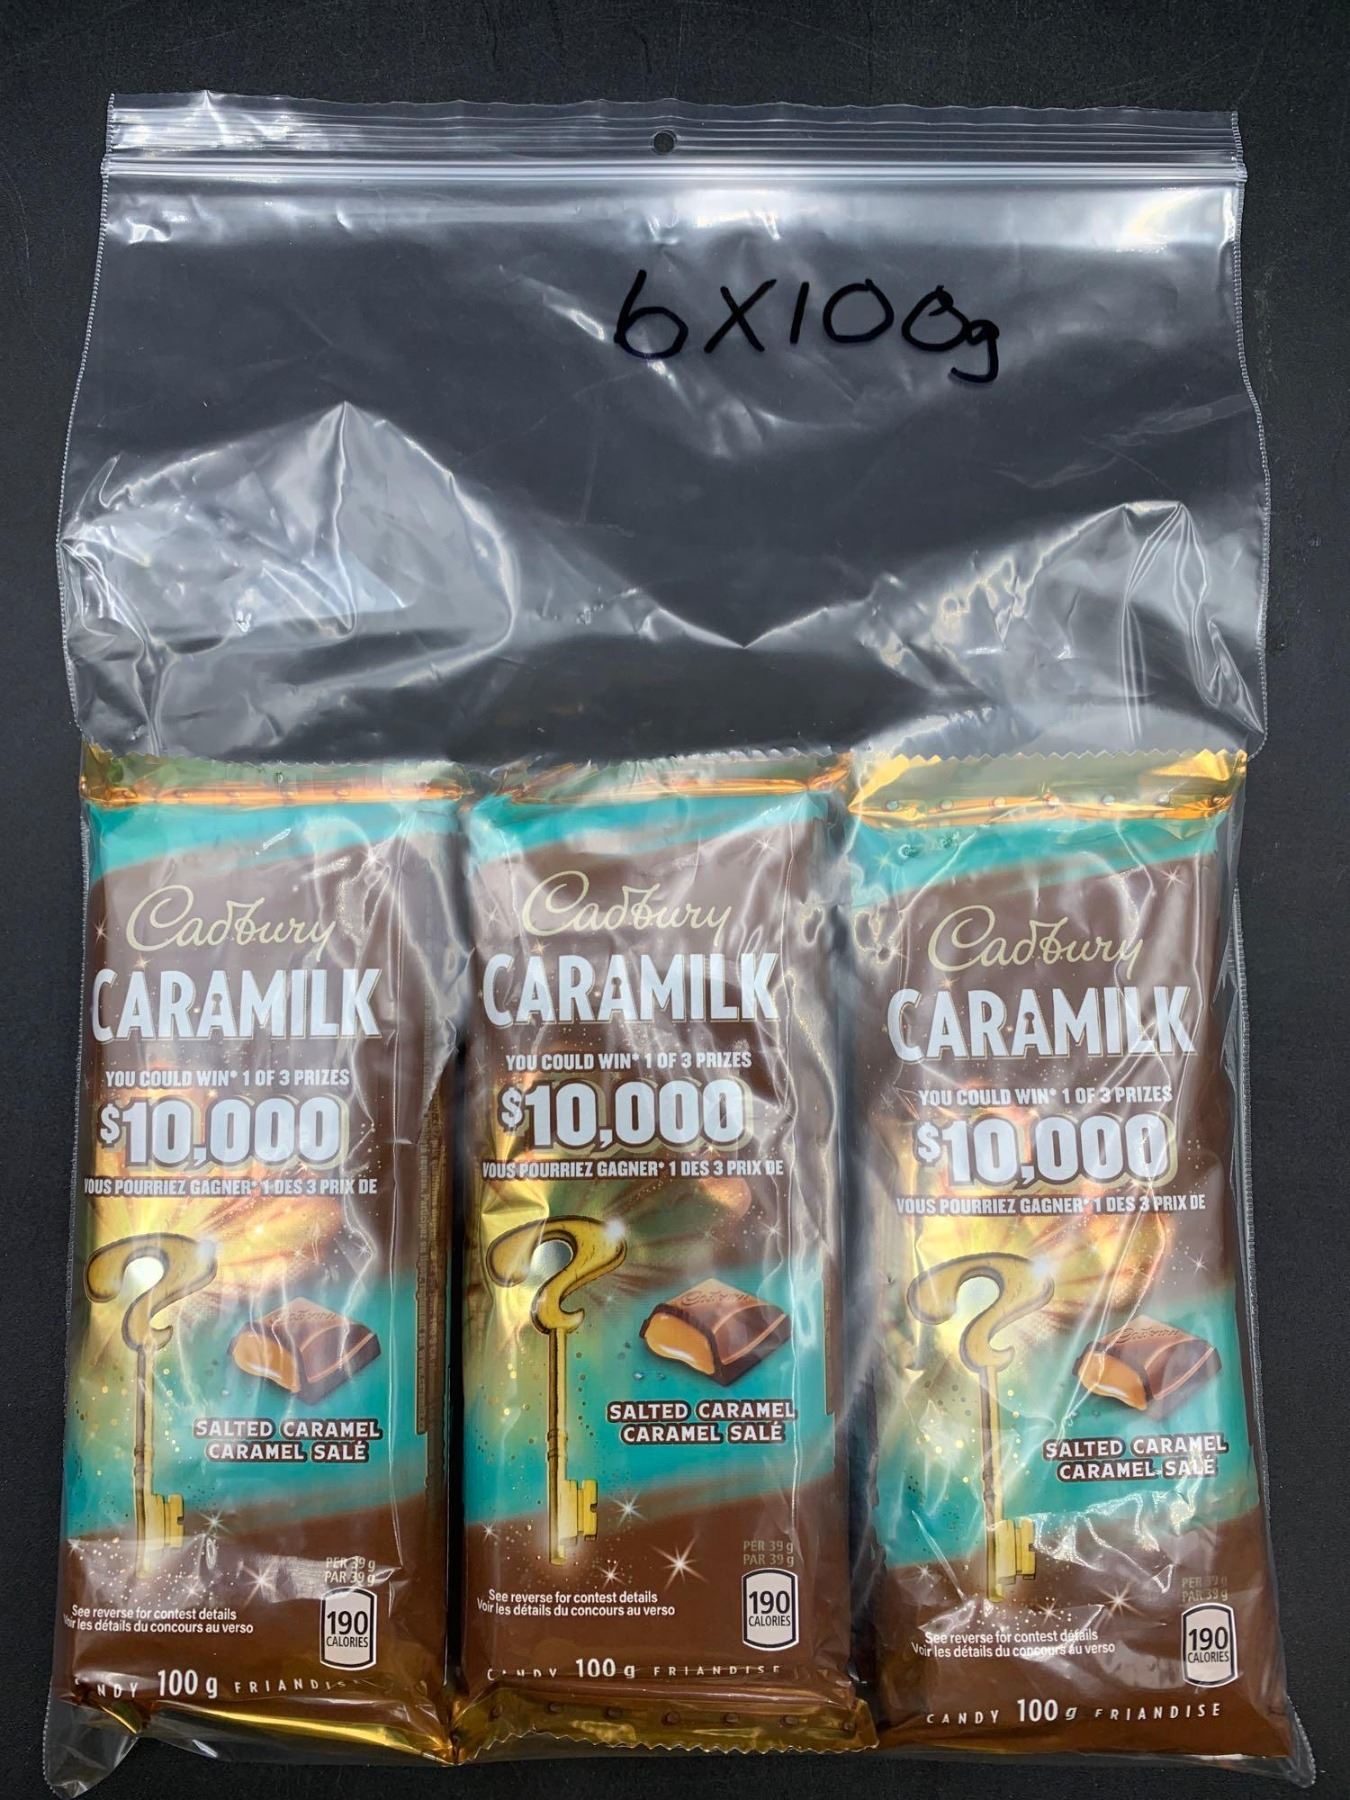 6X100g
Cadbury
CARAMILK
YOU COULD WIN* 1 OF 3 PRIZES
$10,000
VOUS POURRIEZ GAGNER* 1 DES 3 PRIX DE
Cadbury
SALTED CARAMEL
CARAMEL SALÉ
PER 39 g
PAR 39 g
190
CALORIES
See reverse for contest details
Voir les détails du concours au verso
CANDY 100 g FRIANDISE
Cadbury
CARAMILK
YOU COULD WIN* 1 OF 3 PRIZES
$10,000
VOUS POURRIEZ GAGNER* 1 DES 3 PRIX DE
Cadbury
SALTED CARAMEL
CARAMEL SALÉ
PER 39 g
PAR 39 g
190
CALORIES
See reverse for contest details
Voir les détails du concours au verso
CANDY 100 g FRIANDISE
Cadbury
CARAMILK
YOU COULD WIN* 1 OF 3 PRIZES
$10,000
VOUS POURRIEZ GAGNER* 1 DES 3 PRIX DE
Cadbury
SALTED CARAMEL
CARAMEL SALÉ
PER 39 g
PAR 39 g
190
CALORIES
See reverse for contest details
Voir les détails du concours au verso
CANDY 100 g FRIANDISE